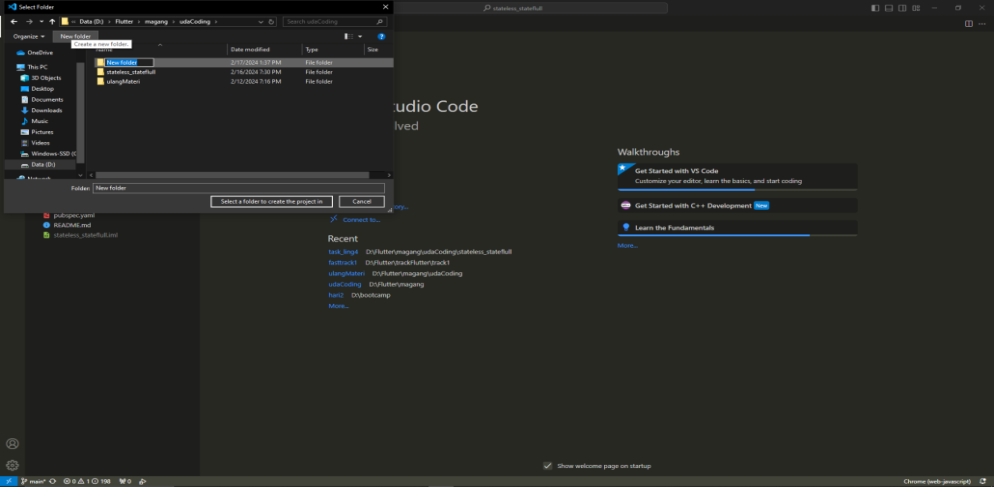 Select Folder
stateless_statefull
Data (D:) › Flutter › magang › udaCoding ›
Search udaCoding
Organize
New folder
Create a new folder.
Name
Date modified
Type
Size
OneDrive
This PC
3D Objects
Desktop
Documents
Downloads
Music
Pictures
Videos
Windows-SSD (C
Data (D:)
Network
New folder 2/17/2024 1:37 PM File folder
stateless_statefull 2/16/2024 7:30 PM File folder
ulangMateri 2/12/2024 7:16 PM File folder
Folder: New folder
Select a folder to create the project in
Cancel
pubspec.yaml
README.md
stateless_statefull.iml
tudio Code
lved
ory...
Connect to...
Recent
task_ling4 D:\Flutter\magang\udaCoding\stateless_statefull
fasttrack1 D:\Flutter\trackFlutter\track1
ulangMateri D:\Flutter\magang\udaCoding
udaCoding D:\Flutter\magang
hari2 D:\bootcamp
More...
Walkthroughs
Get Started with VS Code
Customize your editor, learn the basics, and start coding
Get Started with C++ Development New
Learn the Fundamentals
More...
Show welcome page on startup
main* 0 1 198 0
Chrome (web-javascript)